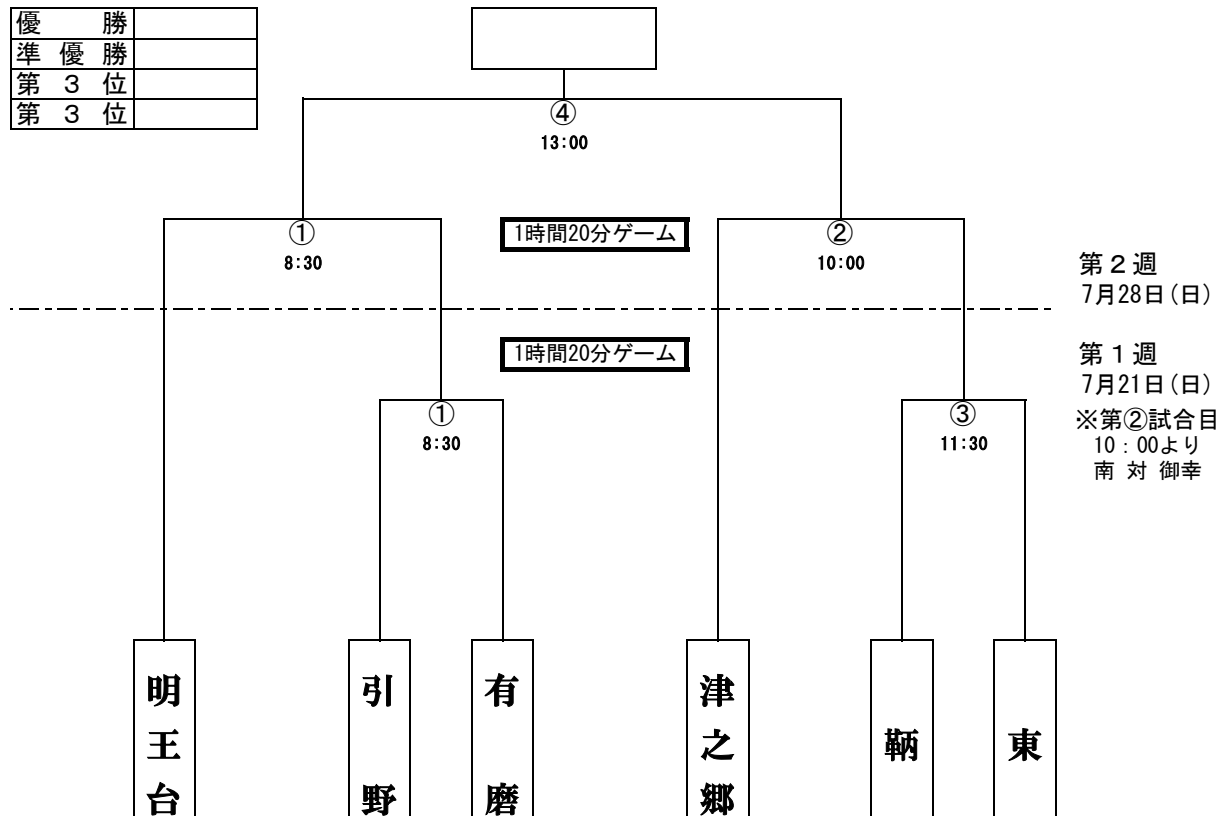 優勝
準優勝
第３位
第３位
④
13:00
①
8:30
1時間20分ゲーム
②
10:00
第２週
7月28日(日)
1時間20分ゲーム
第１週
7月21日(日)
①
8:30
③
11:30
※第②試合目
10：00より
南 対 御幸
明王台
引野
有磨
津之郷
鞆
東